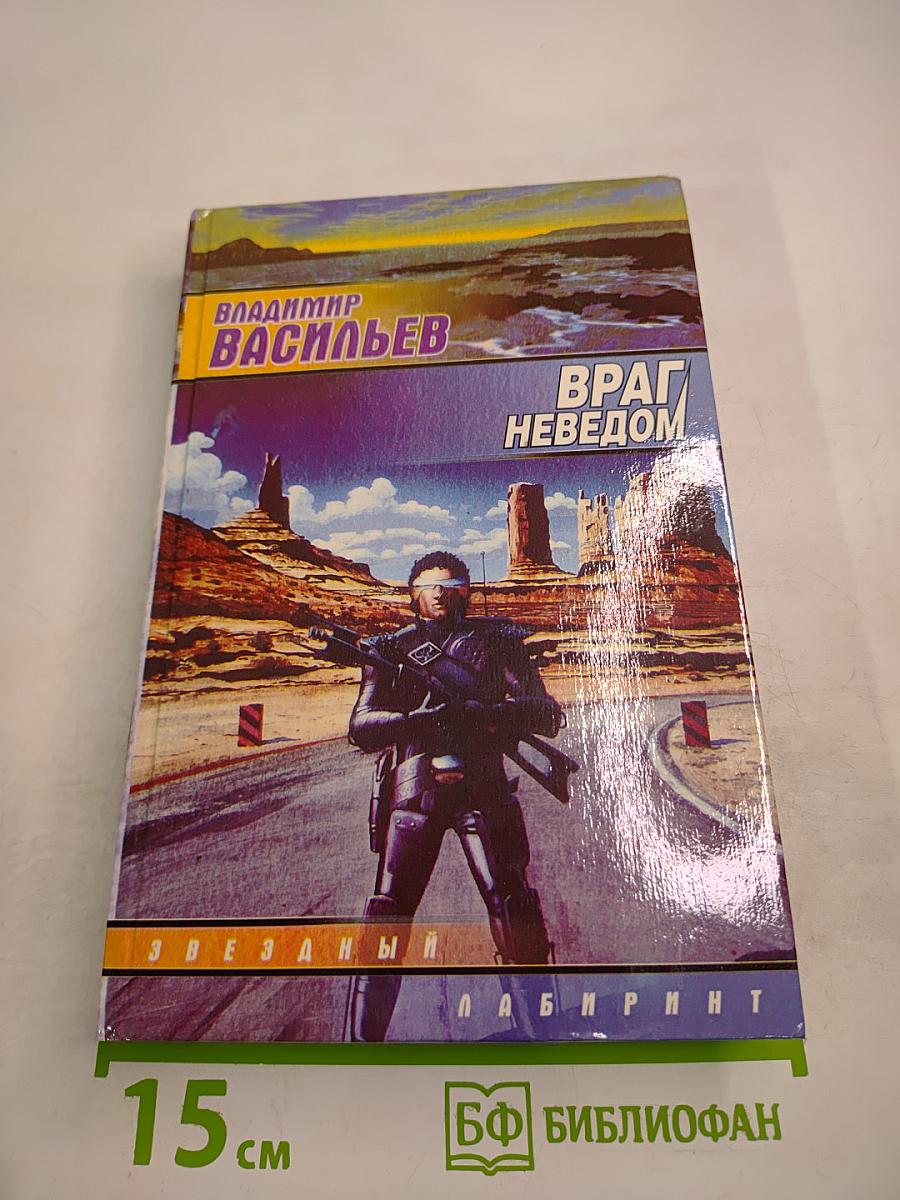 ВЛАДИМИР
ВАСИЛЬЕВ
ВРАГ
НЕВЕДОМ
ЗВЕЗДНЫЙ
ЛАБИРИНТ
15 см
БФ БИБЛИОФАН